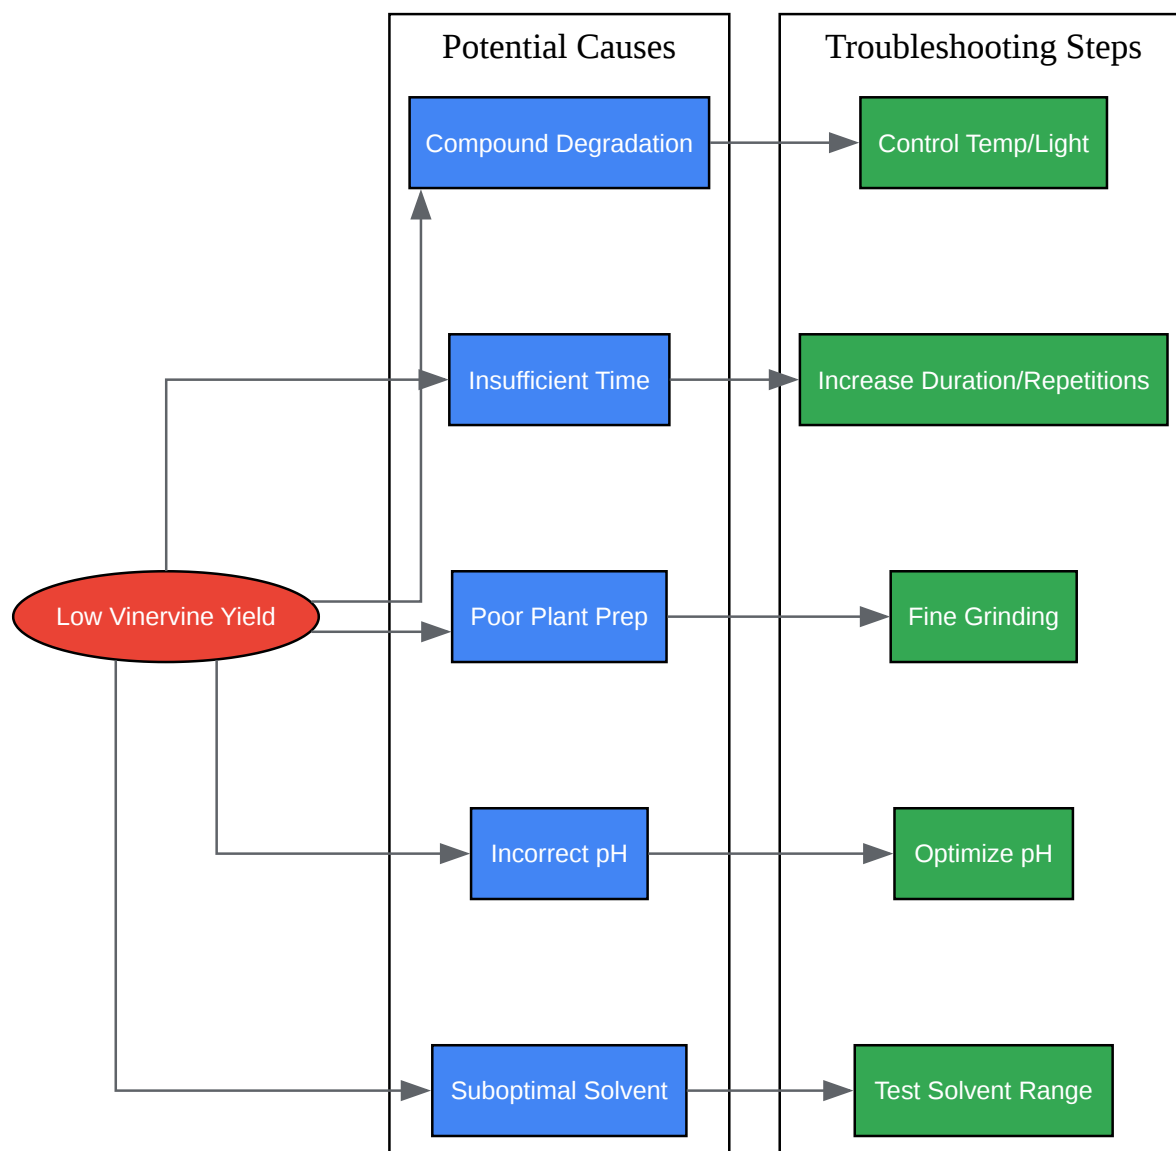 Potential Causes
Troubleshooting Steps
Compound Degradation
Control Temp/Light
Insufficient Time
Increase Duration/Repetitions
Low Vinervine Yield
Poor Plant Prep
Fine Grinding
Incorrect pH
Optimize pH
Suboptimal Solvent
Test Solvent Range